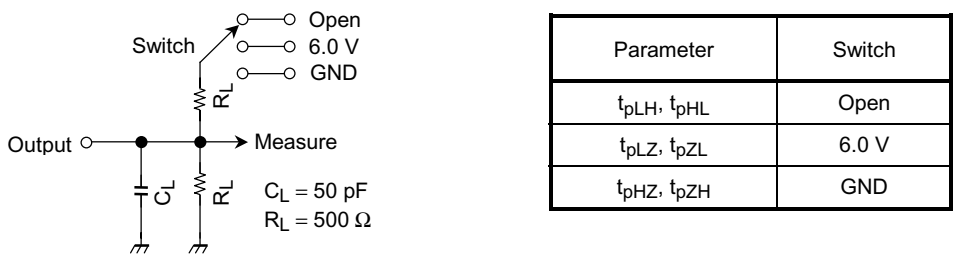 Open
Switch
6.0 V
GND
RL
Output
Measure
CL
RL
CL = 50 pF
RL = 500 Ω
Parameter Switch
tpLH, tpHL Open
tpLZ, tpZL 6.0 V
tpHZ, tpZH GND